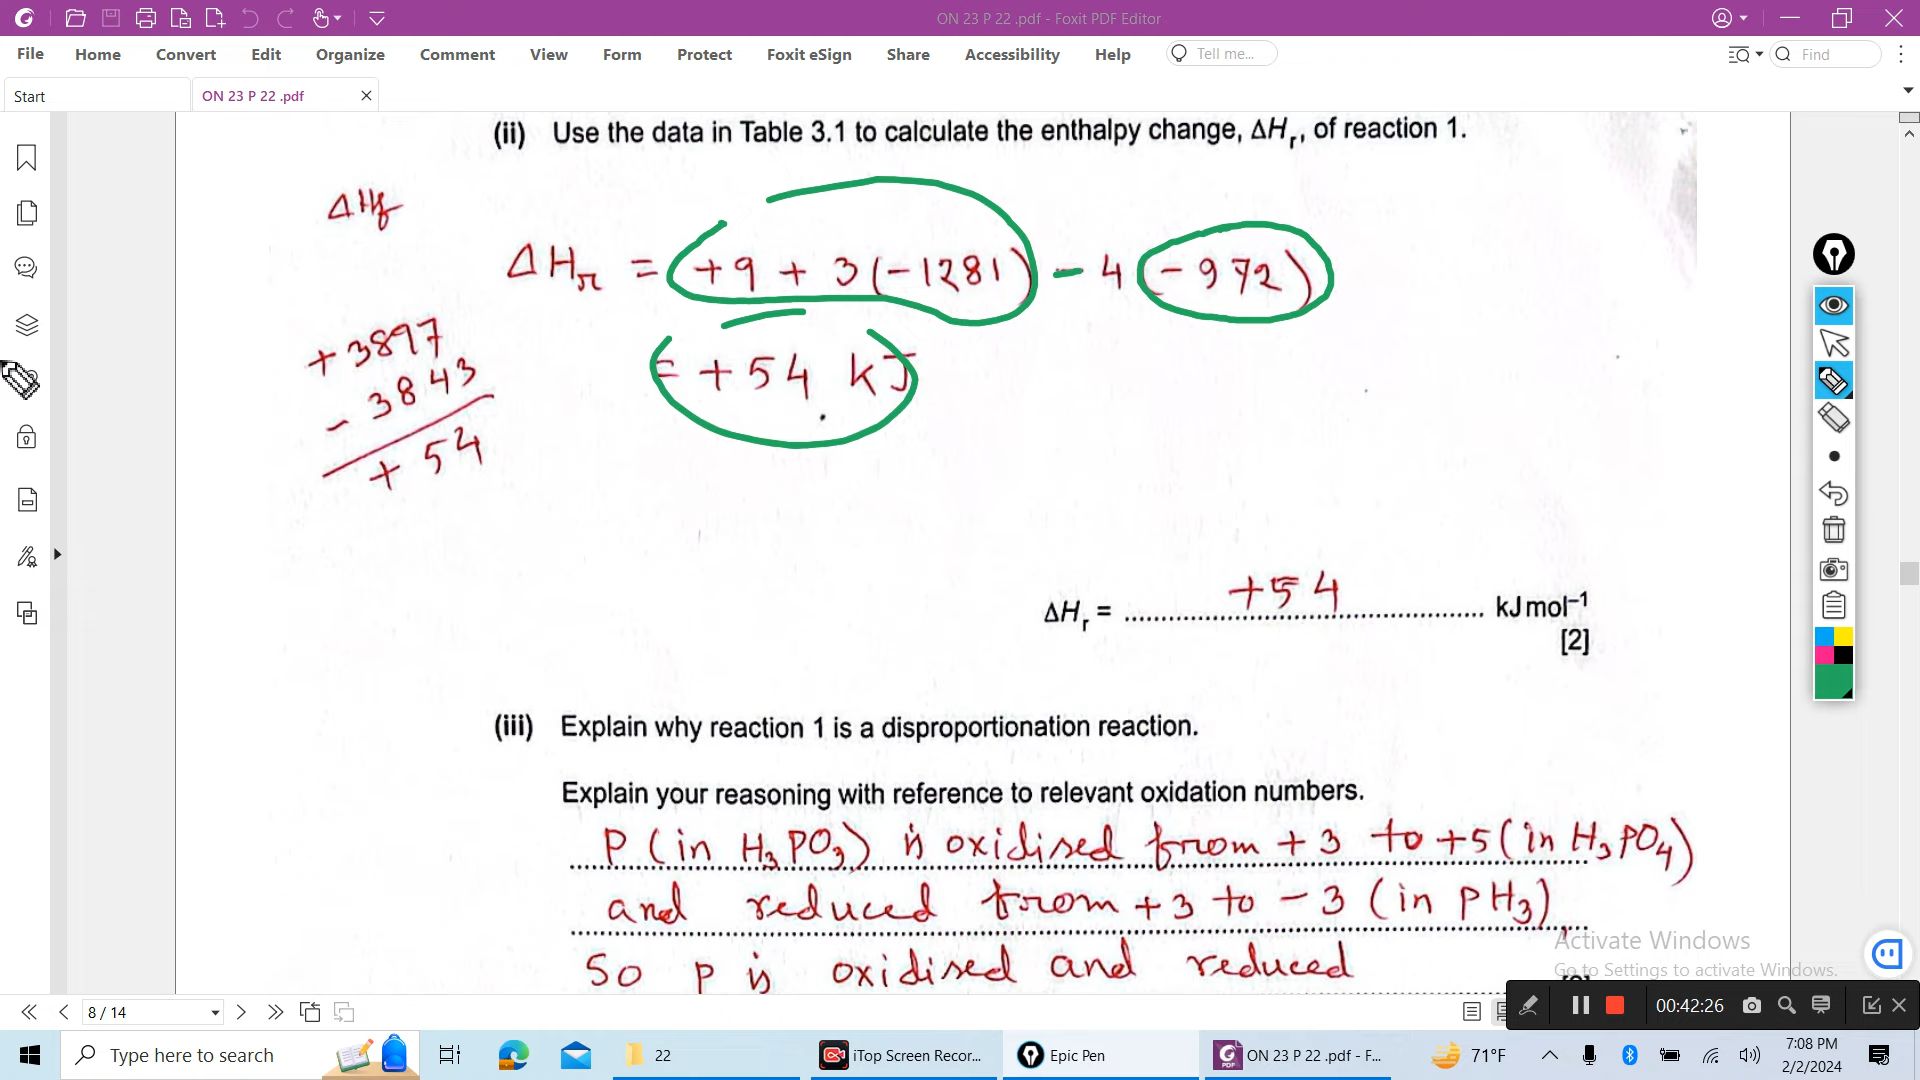 ON 23 P 22 .pdf - Foxit PDF Editor
File Home Convert Edit Organize Comment View Form Protect Foxit eSign Share Accessibility Help Tell me... Find
Start ON 23 P 22 .pdf
(ii) Use the data in Table 3.1 to calculate the enthalpy change, ΔHr, of reaction 1.
ΔHf
ΔHr = (+9 + 3(-1281) - 4(-972)
+3897
- 3843
+ 54
= +54 kJ
ΔHr = +54 kJ mol⁻¹
[2]
(iii) Explain why reaction 1 is a disproportionation reaction.
Explain your reasoning with reference to relevant oxidation numbers.
P (in H3PO3) is oxidised from +3 to +5 (in H3PO4)
and reduced from +3 to -3 (in PH3),
So P is oxidised and reduced
Activate Windows
Go to Settings to activate Windows.
8 / 14
00:42:26
Type here to search
22
iTop Screen Recor...
Epic Pen
ON 23 P 22 .pdf - F...
71°F
7:08 PM
2/2/2024